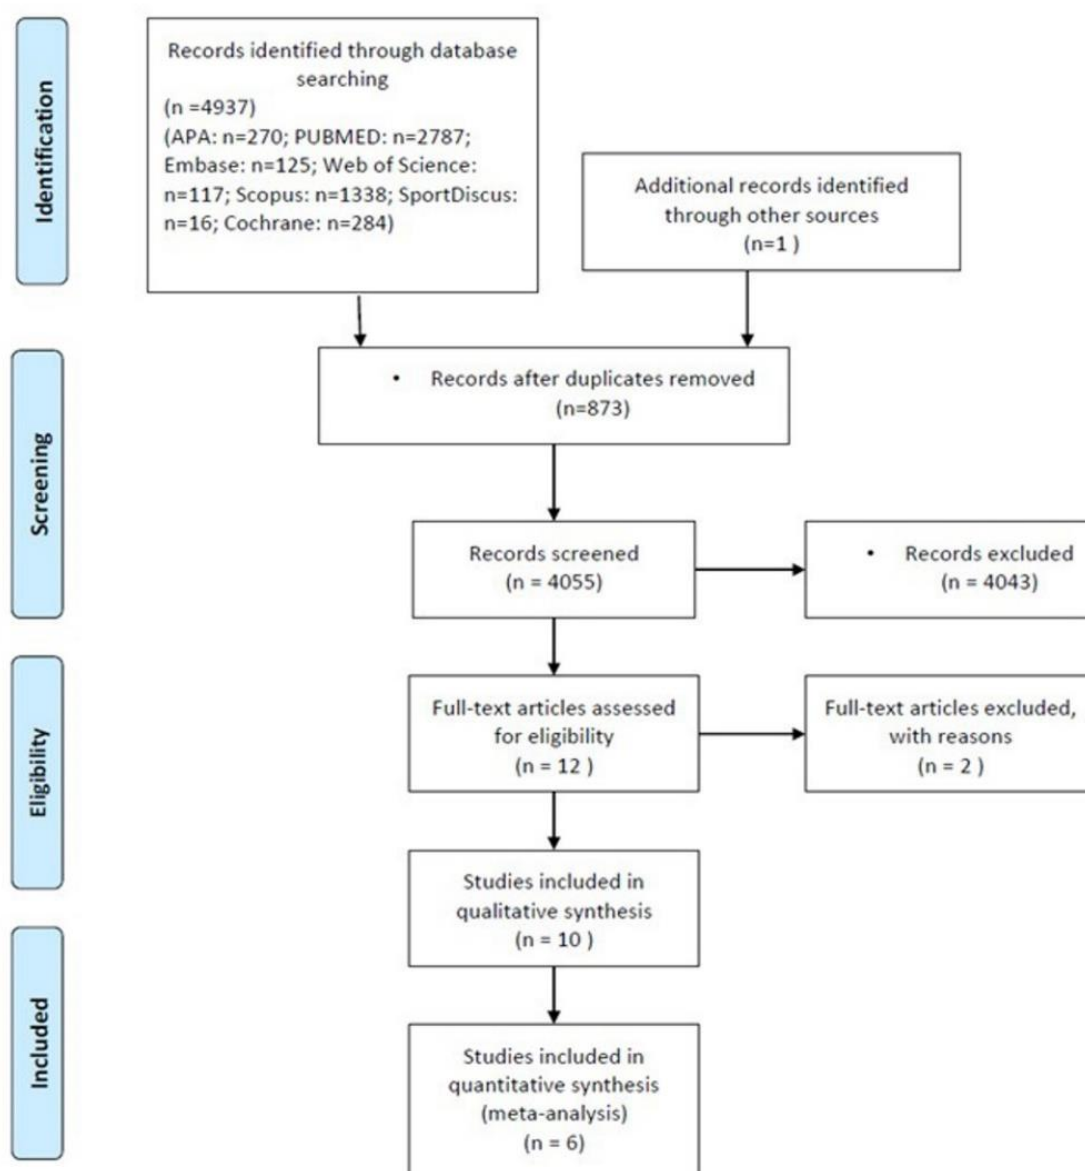 Identification
Records identified through database
searching
(n =4937)
(APA: n=270; PUBMED: n=2787;
Embase: n=125; Web of Science:
n=117; Scopus: n=1338; SportDiscus:
n=16; Cochrane: n=284)
Additional records identified
through other sources
(n=1 )
Screening
• Records after duplicates removed
(n=873)
Records screened
(n = 4055)
• Records excluded
(n = 4043)
Eligibility
Full-text articles assessed
for eligibility
(n = 12 )
Full-text articles excluded,
with reasons
(n = 2 )
Studies included in
qualitative synthesis
(n = 10 )
Included
Studies included in
quantitative synthesis
(meta-analysis)
(n = 6)